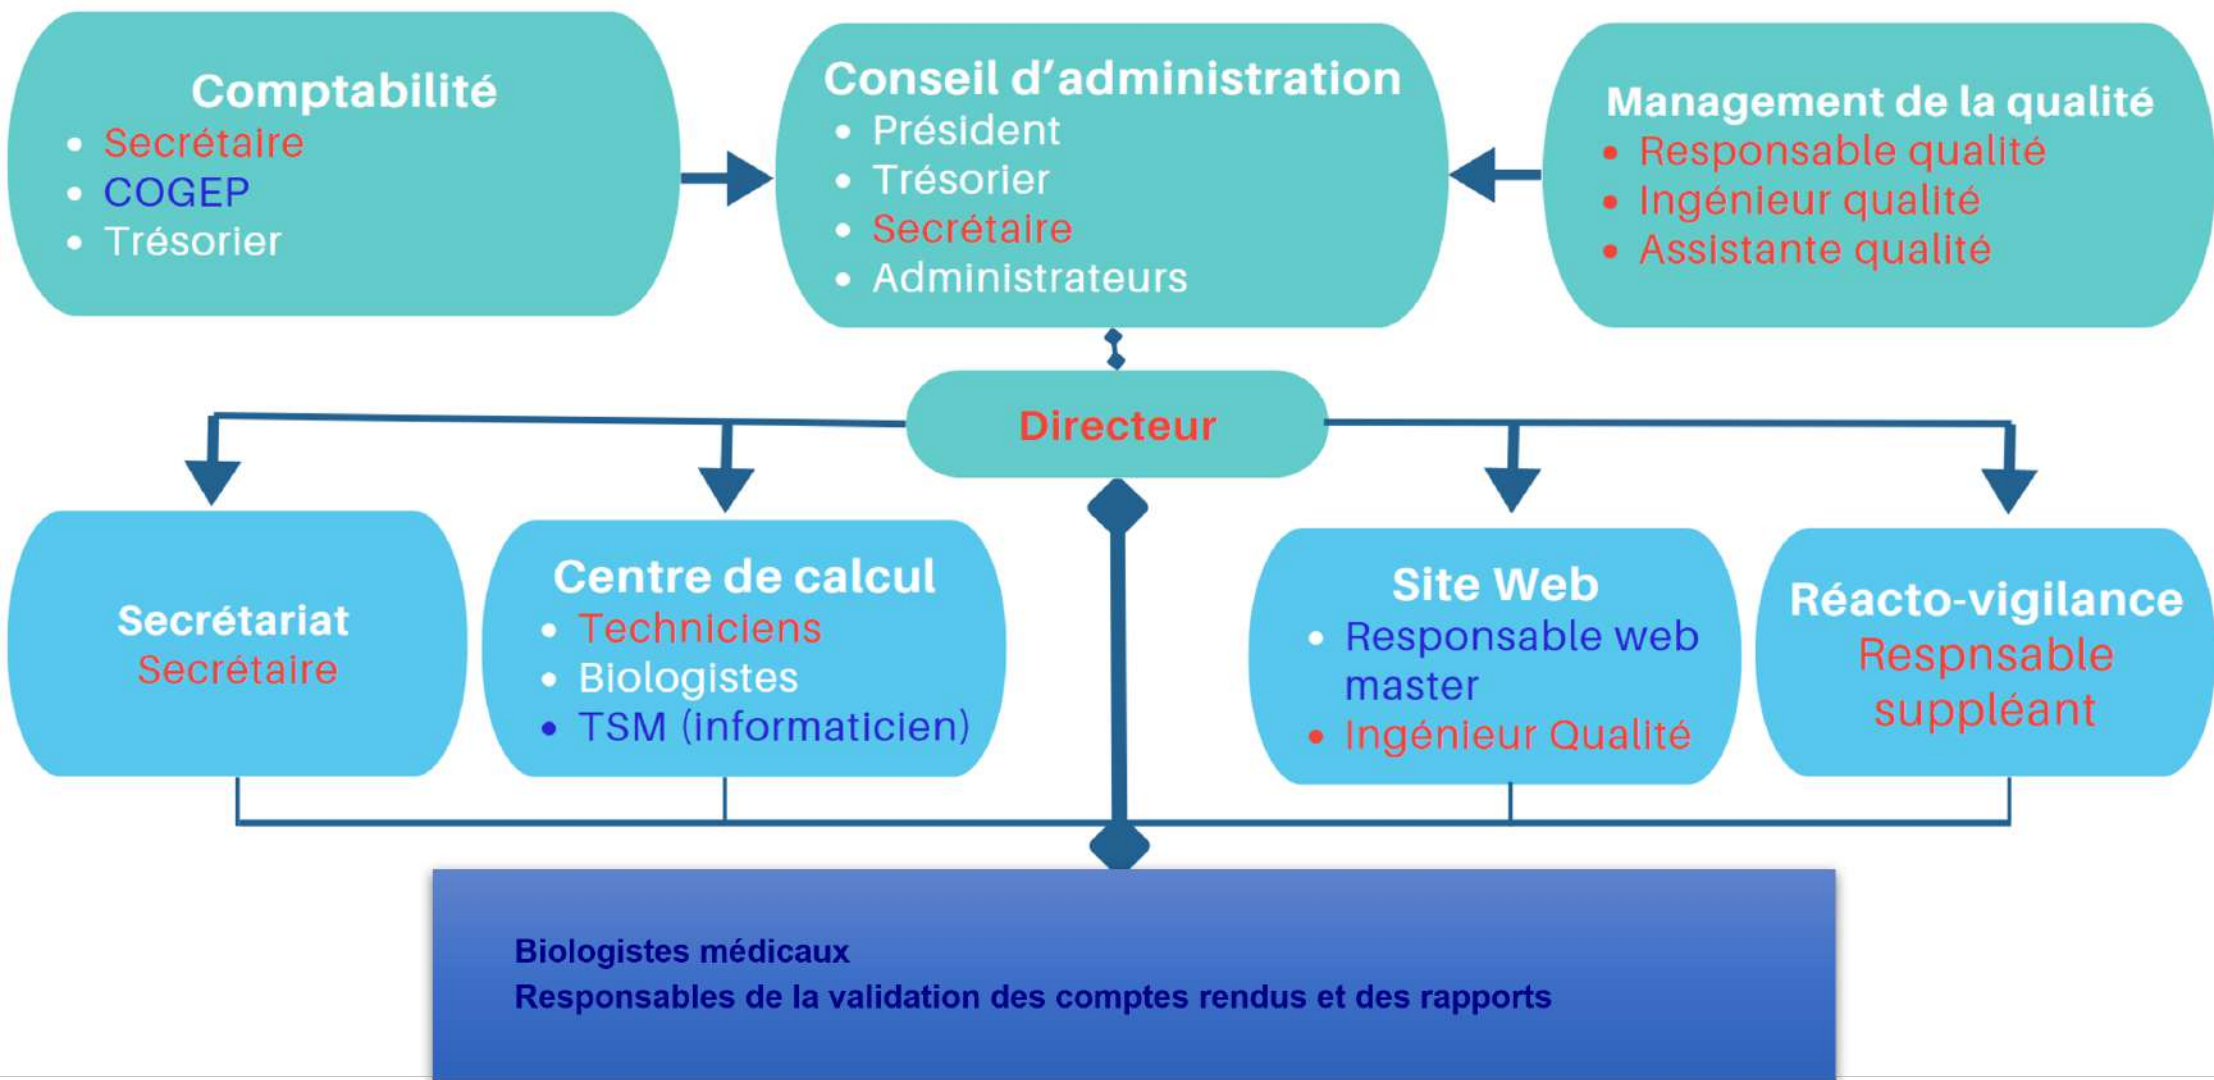 Comptabilité
• Secrétaire
• COGEP
• Trésorier
Conseil d’administration
• Président
• Trésorier
• Secrétaire
• Administrateurs
Management de la qualité
• Responsable qualité
• Ingénieur qualité
• Assistante qualité
Directeur
Secrétariat
Secrétaire
Centre de calcul
• Techniciens
• Biologistes
• TSM (informaticien)
Site Web
• Responsable web
master
• Ingénieur Qualité
Réacto-vigilance
Respnsable
suppléant
Biologistes médicaux
Responsables de la validation des comptes rendus et des rapports